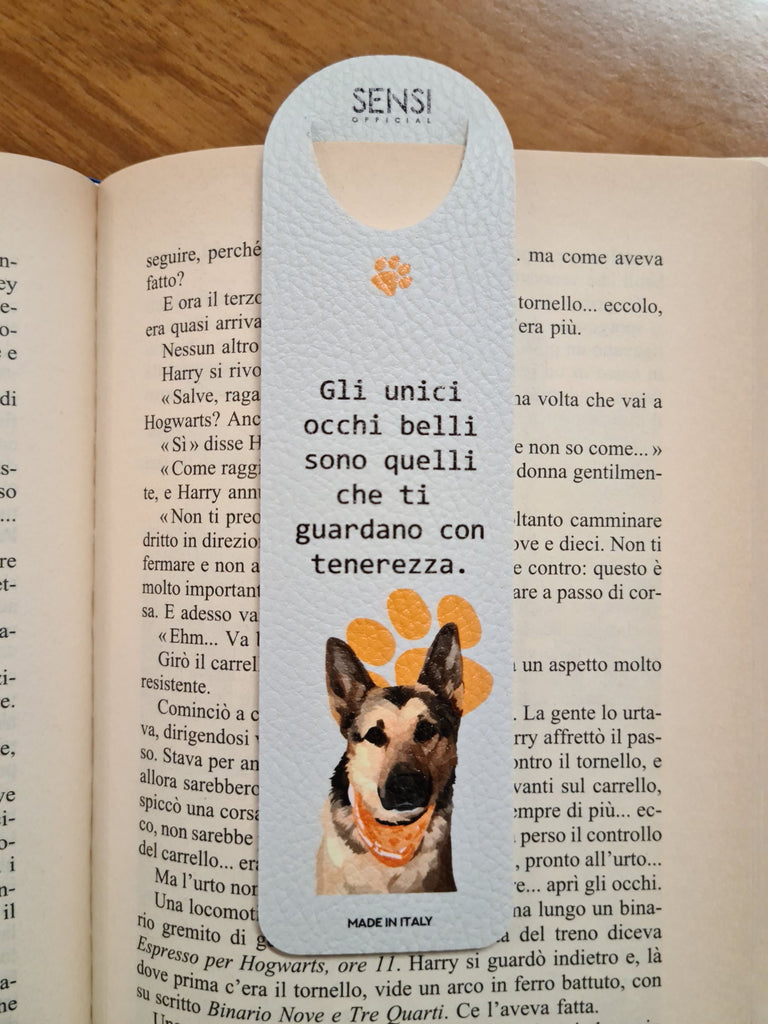 SENSI
OFFICIAL
Gli unici
occhi belli
sono quelli
che ti
guardano con
tenerezza.
MADE IN ITALY
seguire, perché
. ma come aveva
fatto?
E ora il terzo
tornello... eccolo,
era quasi arriva
era più.
Nessun altro
Harry si rivo
«Salve, raga
na volta che vai a
Hogwarts? Anc
«Sì» disse H
e non so come...»
«Come raggi
donna gentilmen-
te, e Harry annu
«Non ti preo
oltanto camminare
dritto in direzio
ove e dieci. Non ti
fermare e non a
e contro: questo è
molto important
are a passo di cor-
sa. E adesso va
«Ehm... Va b
Girò il carrel
a un aspetto molto
resistente.
Cominciò a c
. La gente lo urta-
va, dirigendosi v
rry affrettò il pas-
so. Stava per an
ontro il tornello, e
allora sarebbero
vanti sul carrello,
spiccò una corsa
empre di più... ec-
co, non sarebbe
perso il controllo
del carrello... era
, pronto all'urto...
Ma l'urto non
e... aprì gli occhi.
Una locomoti
na lungo un bina-
rio gremito di ge
a del treno diceva
Espresso per Hogwarts, ore 11. Harry si guardò indietro e, là
dove prima c'era il tornello, vide un arco in ferro battuto, con
su scritto Binario Nove e Tre Quarti. Ce l'aveva fatta.